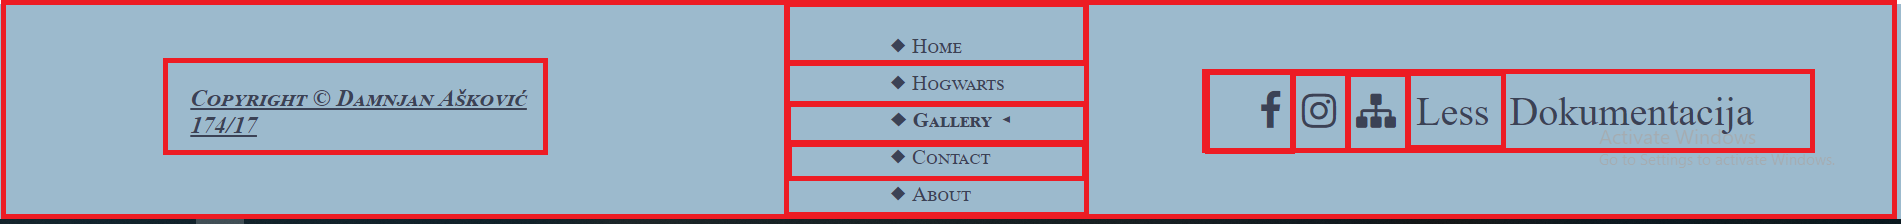 Copyright © Damnjan Ašković
174/17
Home
Hogwarts
Gallery
Contact
About
Less Dokumentacija
Activate Windows
Go to Settings to activate Windows.